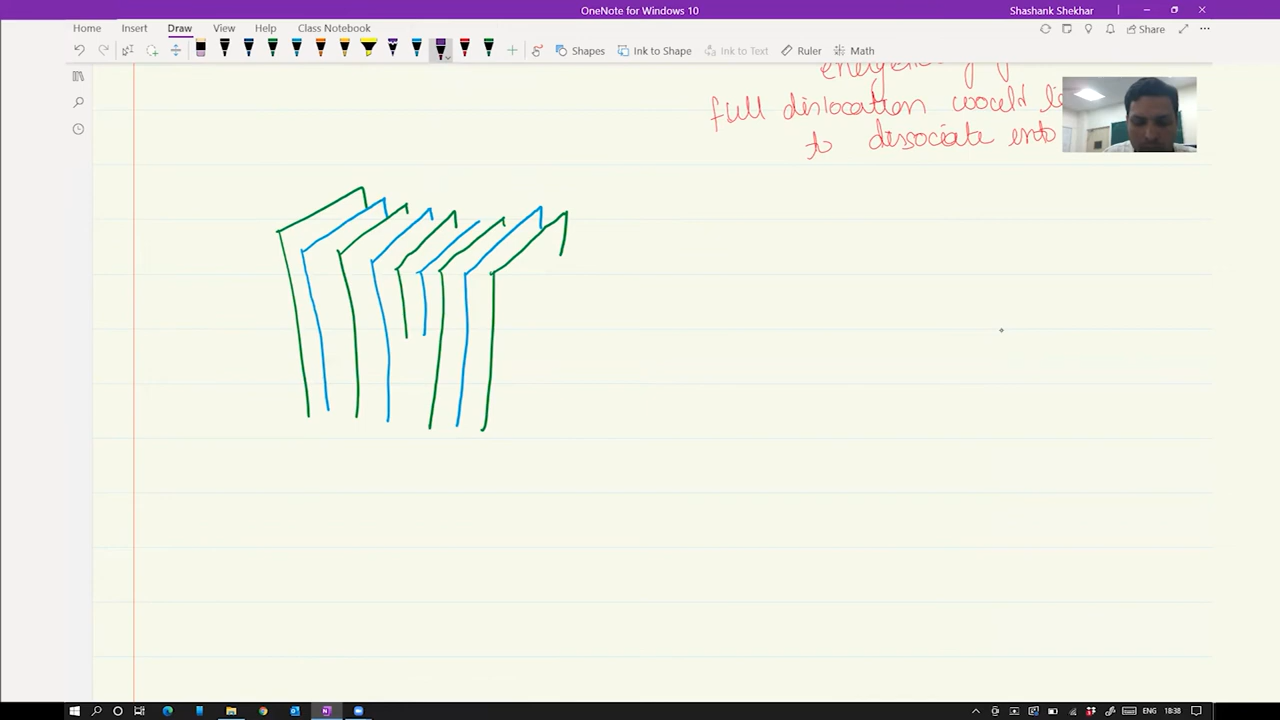 OneNote for Windows 10
Shashank Shekhar
Home Insert Draw View Help Class Notebook
Shapes Ink to Shape Ink to Text Ruler Math Share
full dislocation would
to dissociate into
ENG 18:38